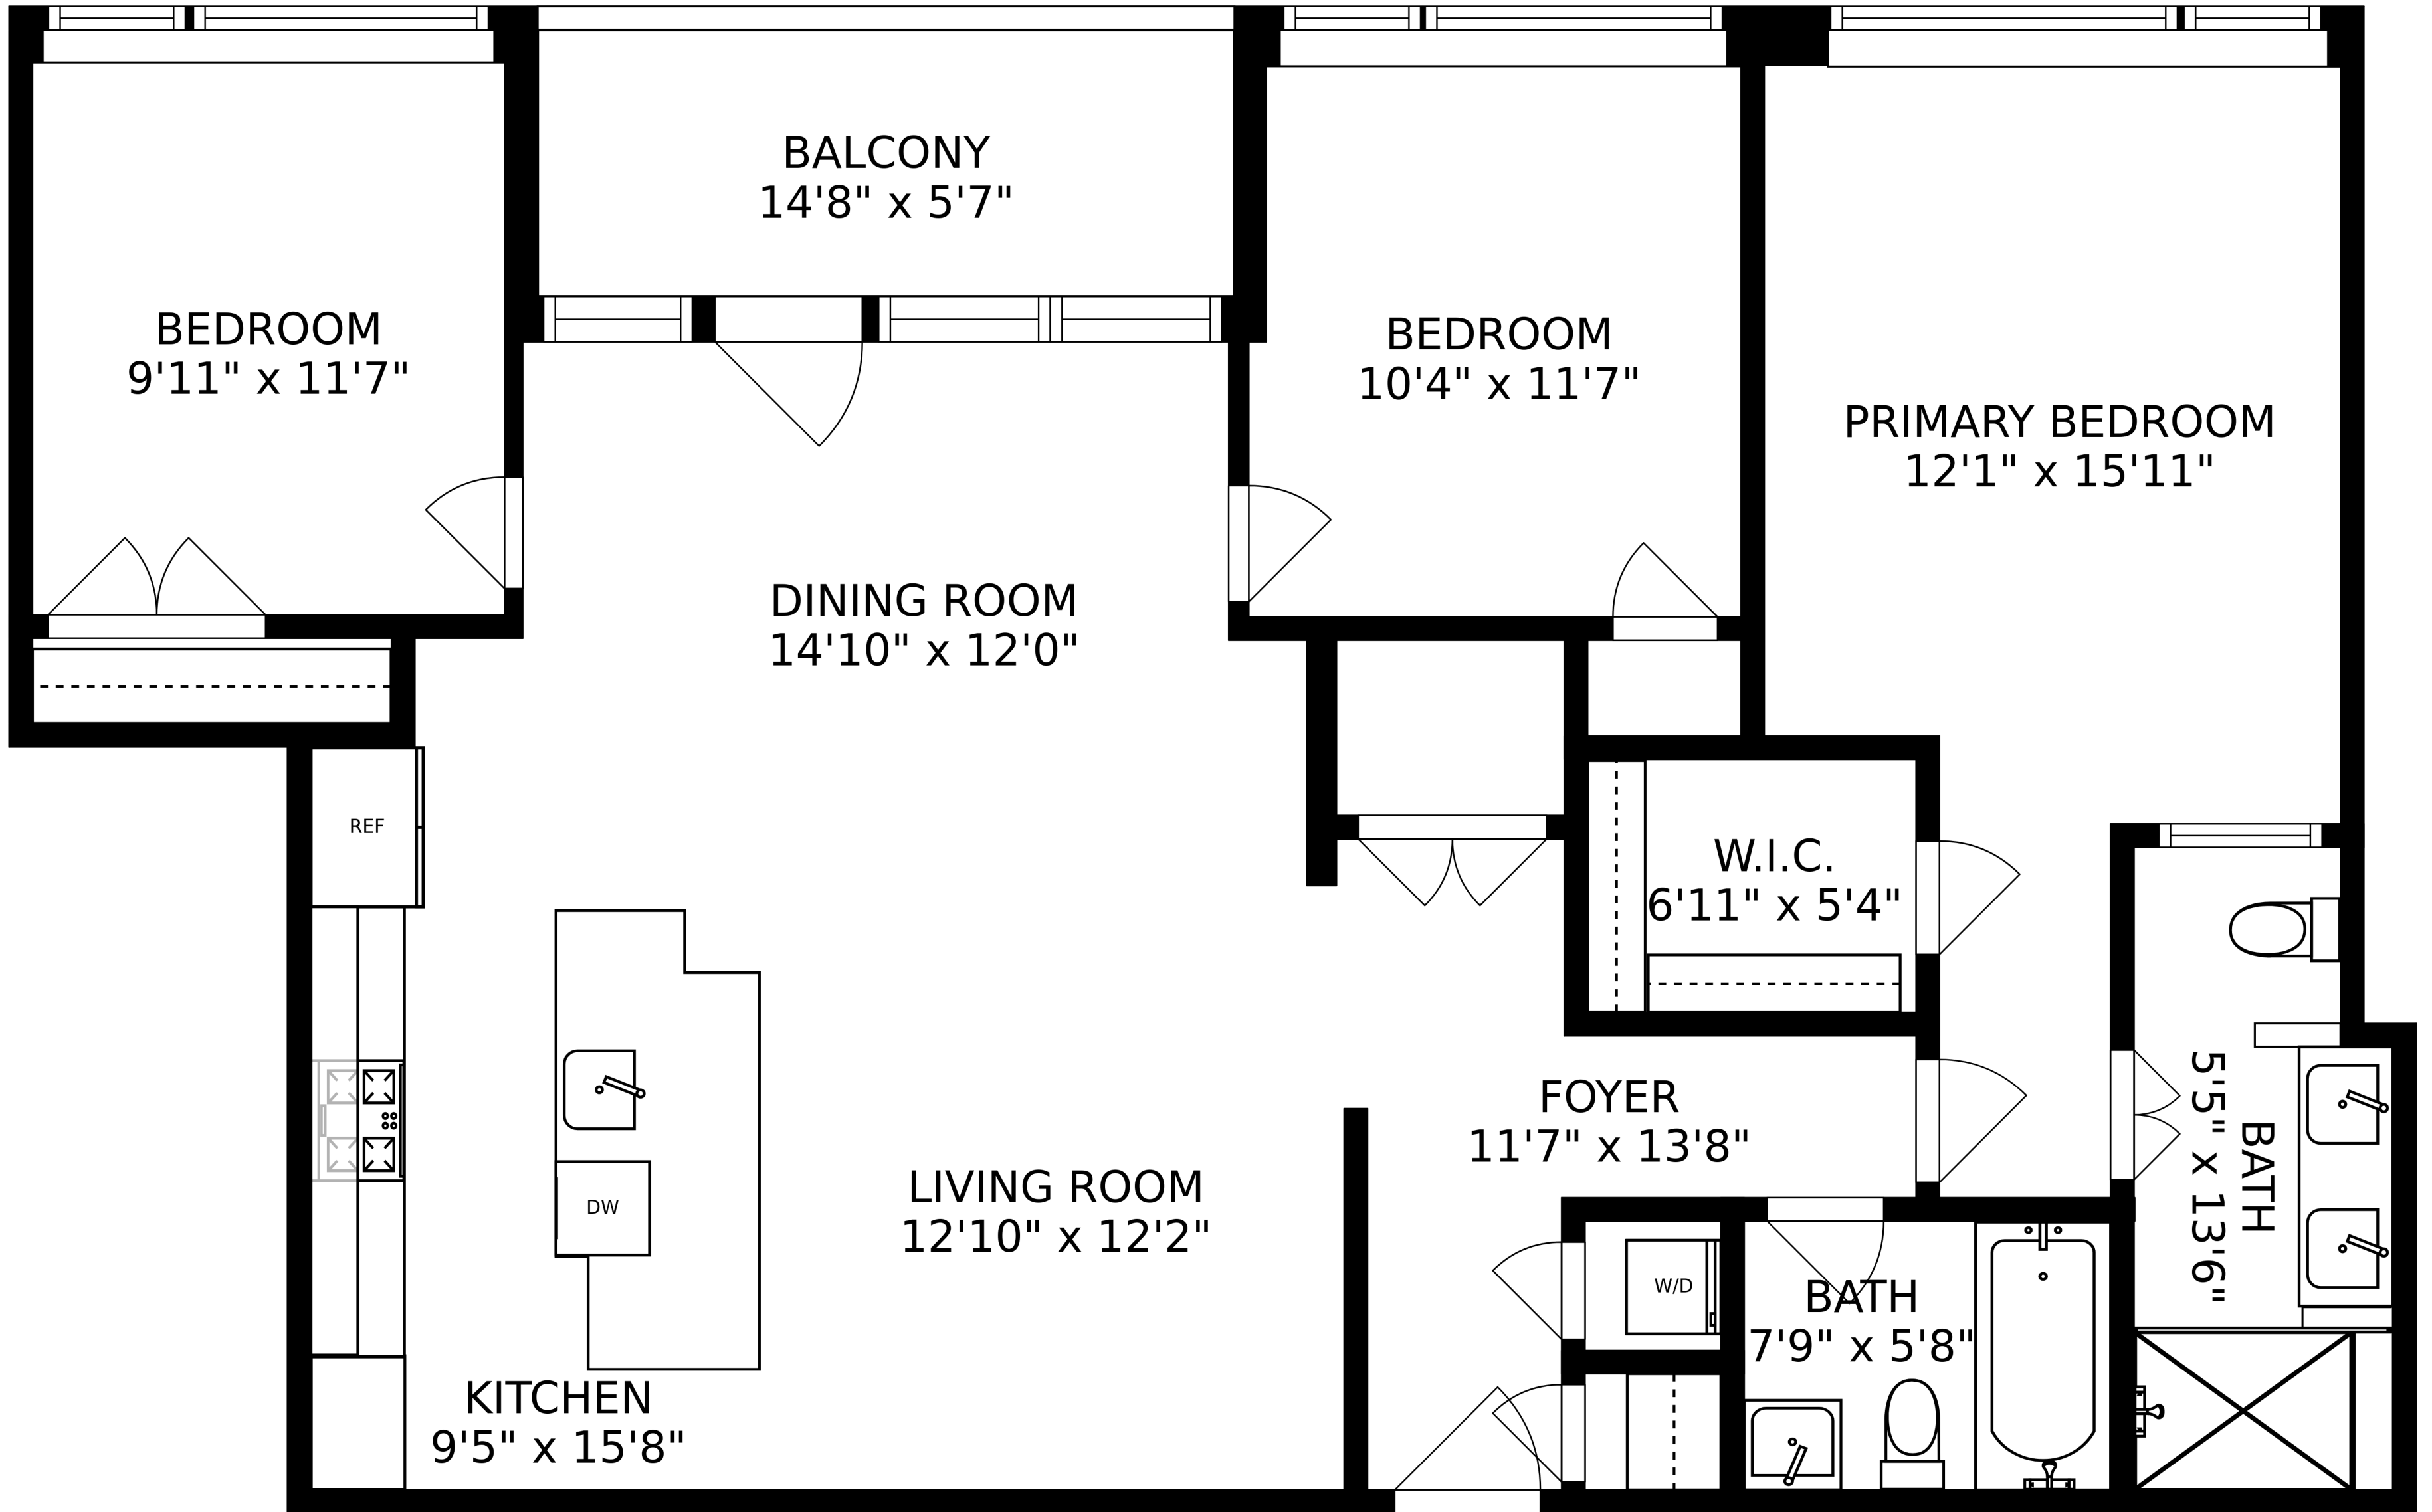 BALCONY
14'8" x 5'7"
BEDROOM
9'11" x 11'7"
BEDROOM
10'4" x 11'7"
PRIMARY BEDROOM
12'1" x 15'11"
DINING ROOM
14'10" x 12'0"
REF
W.I.C.
6'11" x 5'4"
FOYER
11'7" x 13'8"
BATH
5'5" x 13'6"
LIVING ROOM
12'10" x 12'2"
DW
W/D
BATH
7'9" x 5'8"
KITCHEN
9'5" x 15'8"